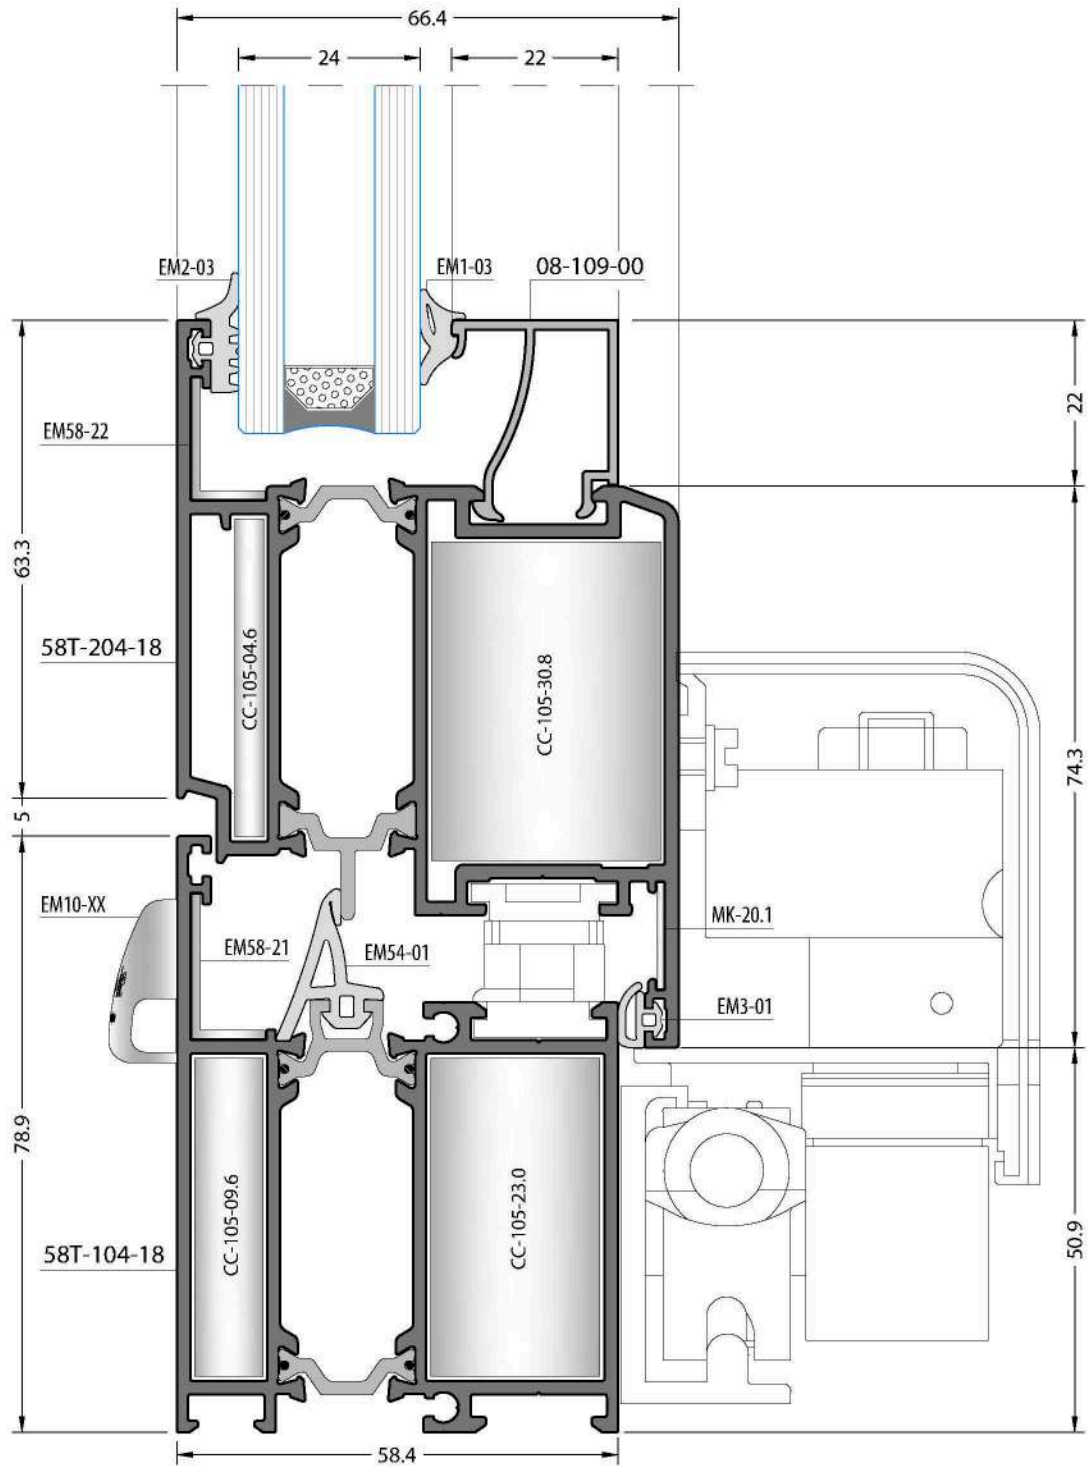 66.4
24
22
EM2-03
EM1-03
08-109-00
22
EM58-22
63.3
58T-204-18
CC-105-04.6
CC-105-30.8
74.3
5
EM10-XX
EM58-21
EM54-01
MK-20.1
EM3-01
78.9
CC-105-09.6
CC-105-23.0
58T-104-18
50.9
58.4